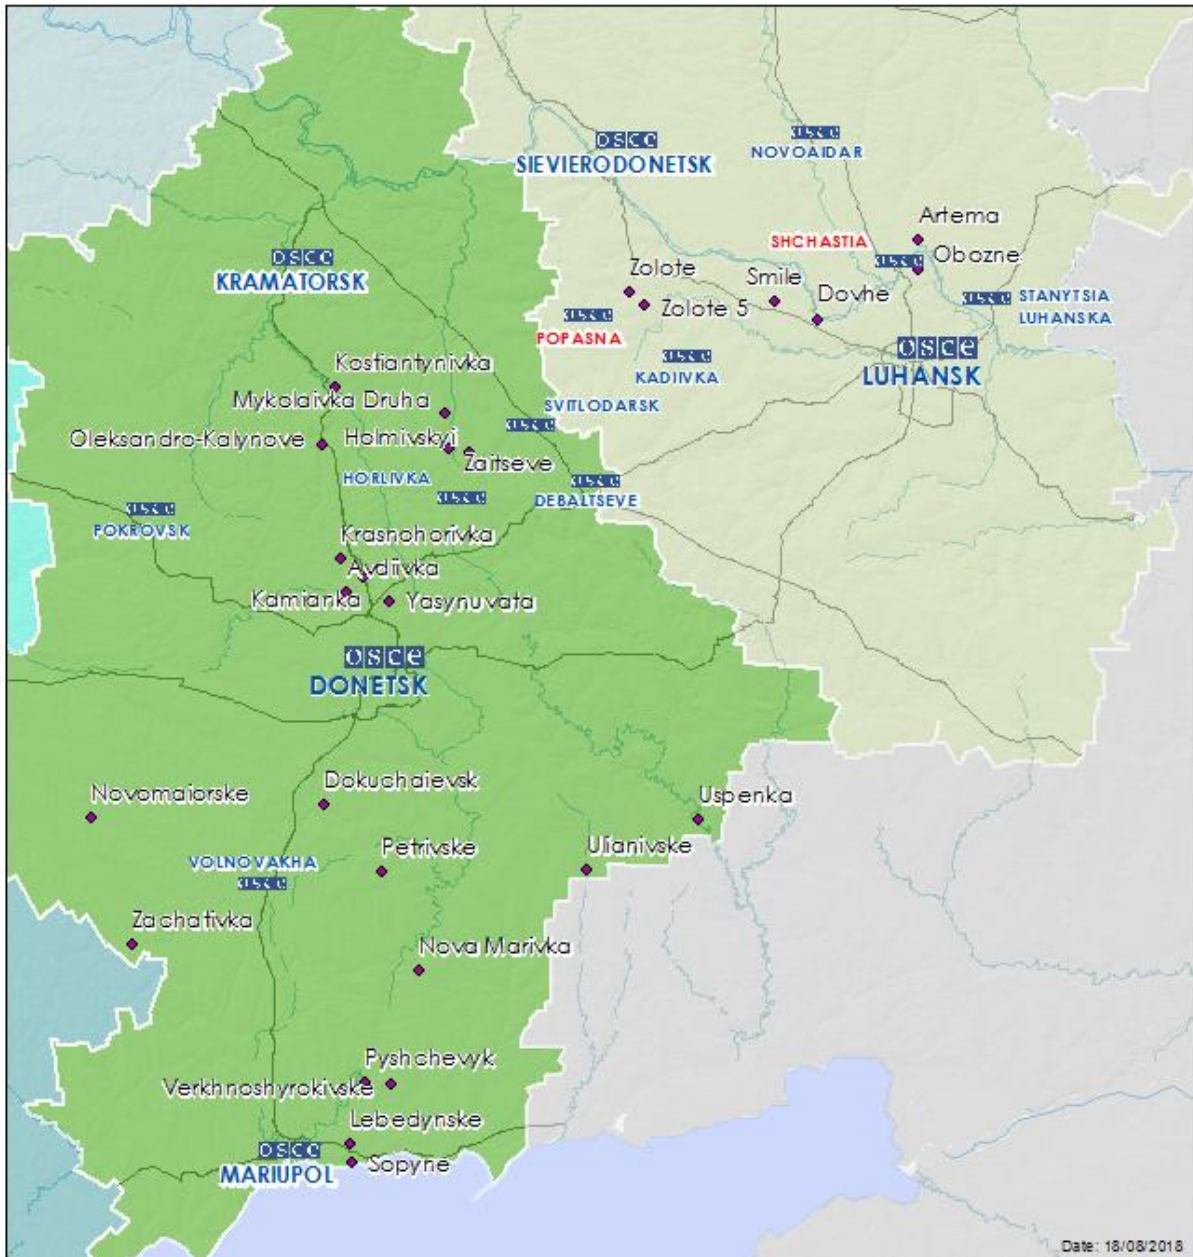 OSCE
SIEVIERODONETSK
OSCE
NOVOAIDAR
Artema
SHCHASTIA
OSCE
Obozne
OSCE
KRAMATORSK
Zolote
Smile
Dovhe
OSCE
STANYTSIA
LUHANSKA
Zolote 5
OSCE
POPASNA
OSCE
KADIIVKA
OSCE
LUHANSK
Kostiantynivka
Mykolaivka Druha
SVITLODARSK
OSCE
Oleksandro-Kalynove
Holmivskyi
Zaitseve
HORLIVKA
OSCE
OSCE
DEBALTSEVE
OSCE
POKROVSK
Krasnohorivka
Avdiivka
Kamianka
Yasynuvata
OSCE
DONETSK
Novomaiorske
Dokuchaievsk
Uspenka
Petrivske
Ulianivske
VOLNOVAKHA
OSCE
Zachativka
Nova Marivka
Pyshchevyk
Verkhnoshyrokivske
Lebedynske
OSCE
MARIUPOL
Sopyne
Date: 18/08/2018